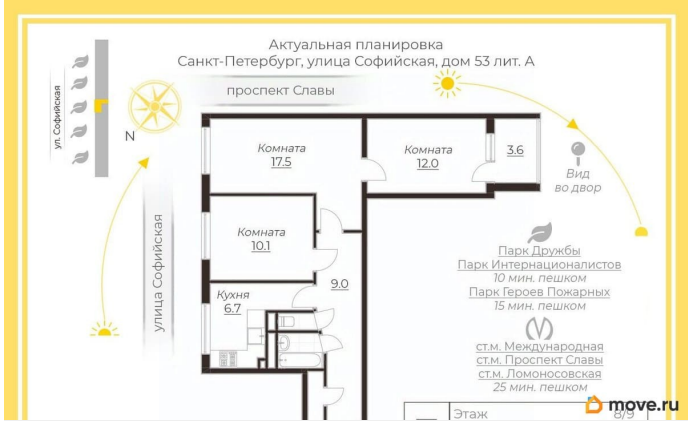 Актуальная планировка
Санкт-Петербург, улица Софийская, дом 53 лит. А
проспект Славы
ул. Софийская
N
улица Софийская
Комната
17.5
Комната
12.0
3.6
Вид
во двор
Комната
10.1
9.0
Кухня
6.7
Парк Дружбы
Парк Интернационалистов
10 мин. пешком
Парк Героев Пожарных
15 мин. пешком
ст.м. Международная
ст.м. Проспект Славы
ст.м. Ломоносовская
25 мин. пешком
Этаж 8/9
move.ru